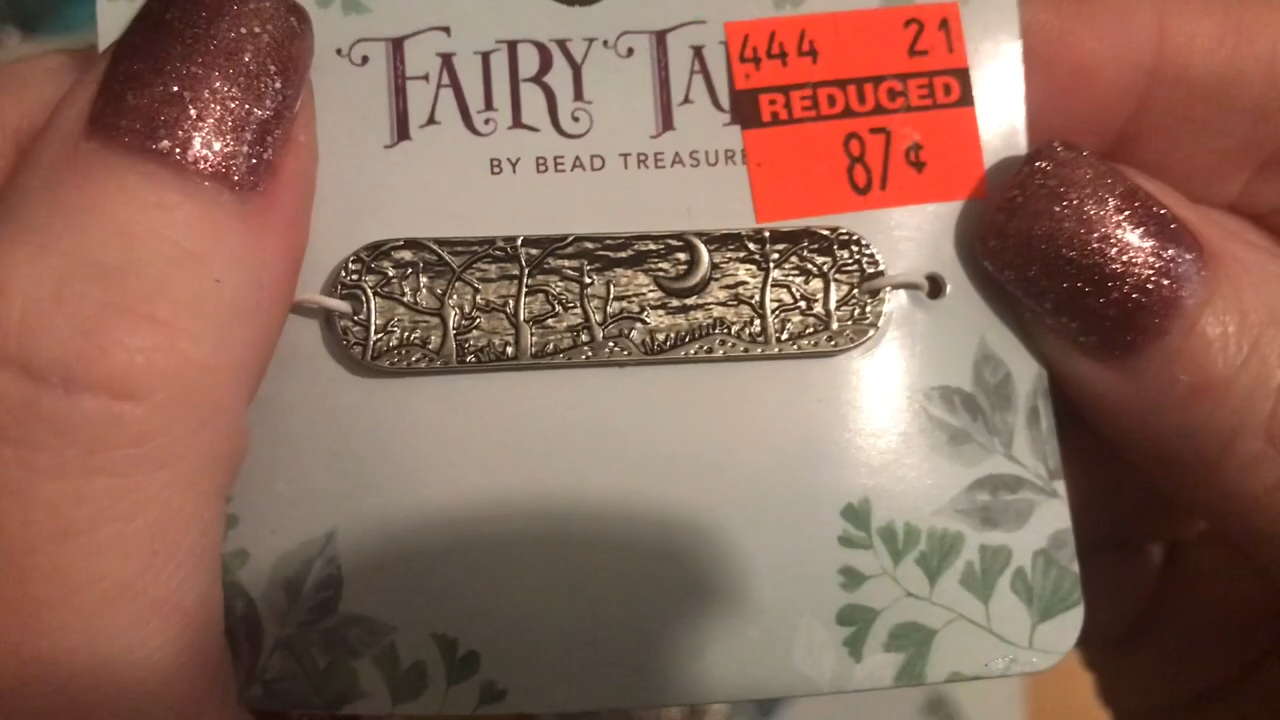 FAIRY TA
BY BEAD TREASURE
444 21
REDUCED
87¢